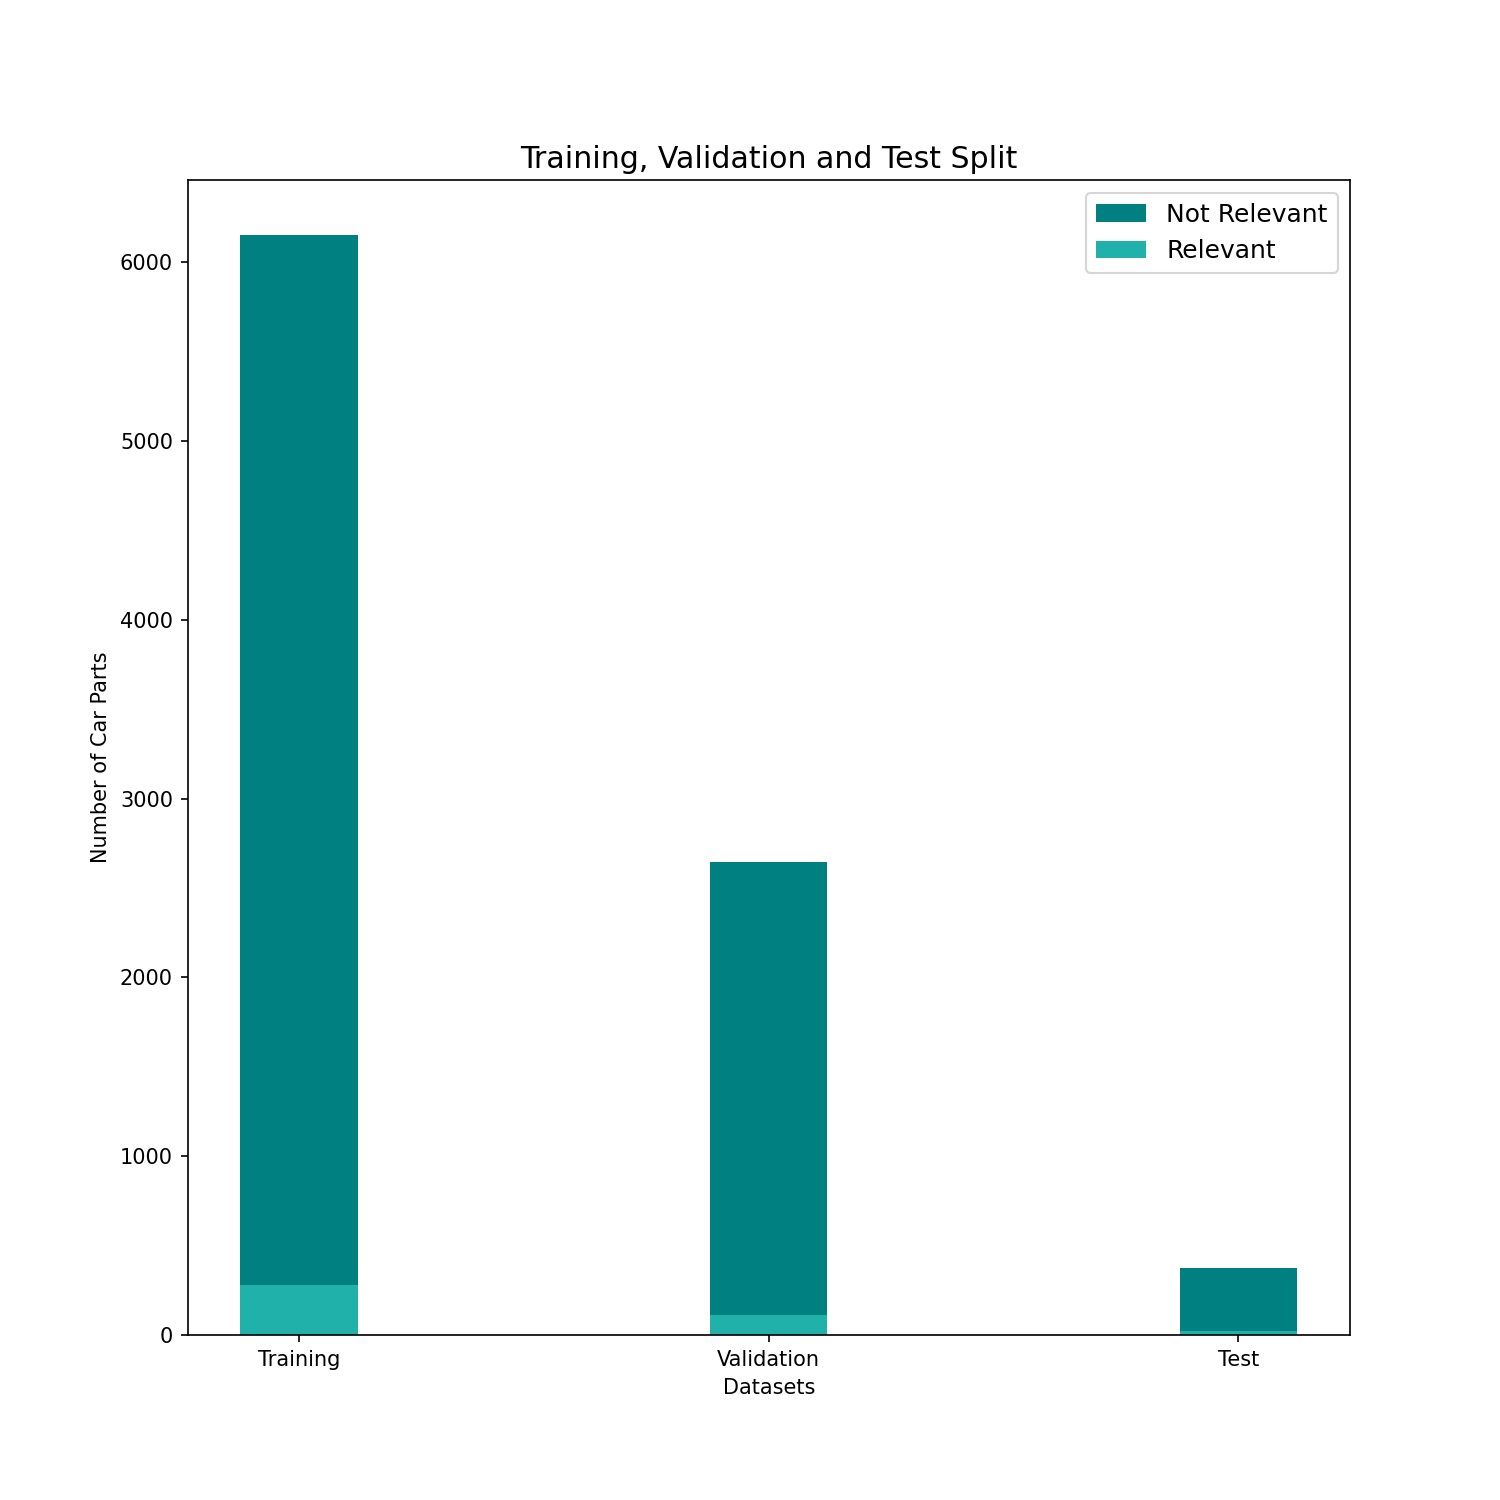 Training, Validation and Test Split
Not Relevant
Relevant
6000
5000
4000
3000
2000
1000
0
Number of Car Parts
Training
Validation
Test
Datasets